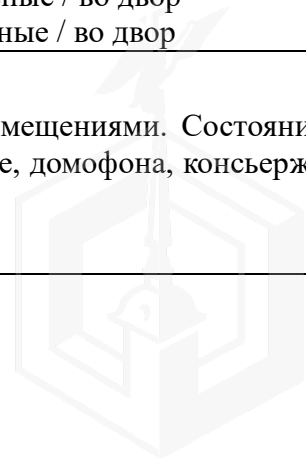 ные / во двор
ные / во двор
мещениями. Состояни
е, домофона, консьерж